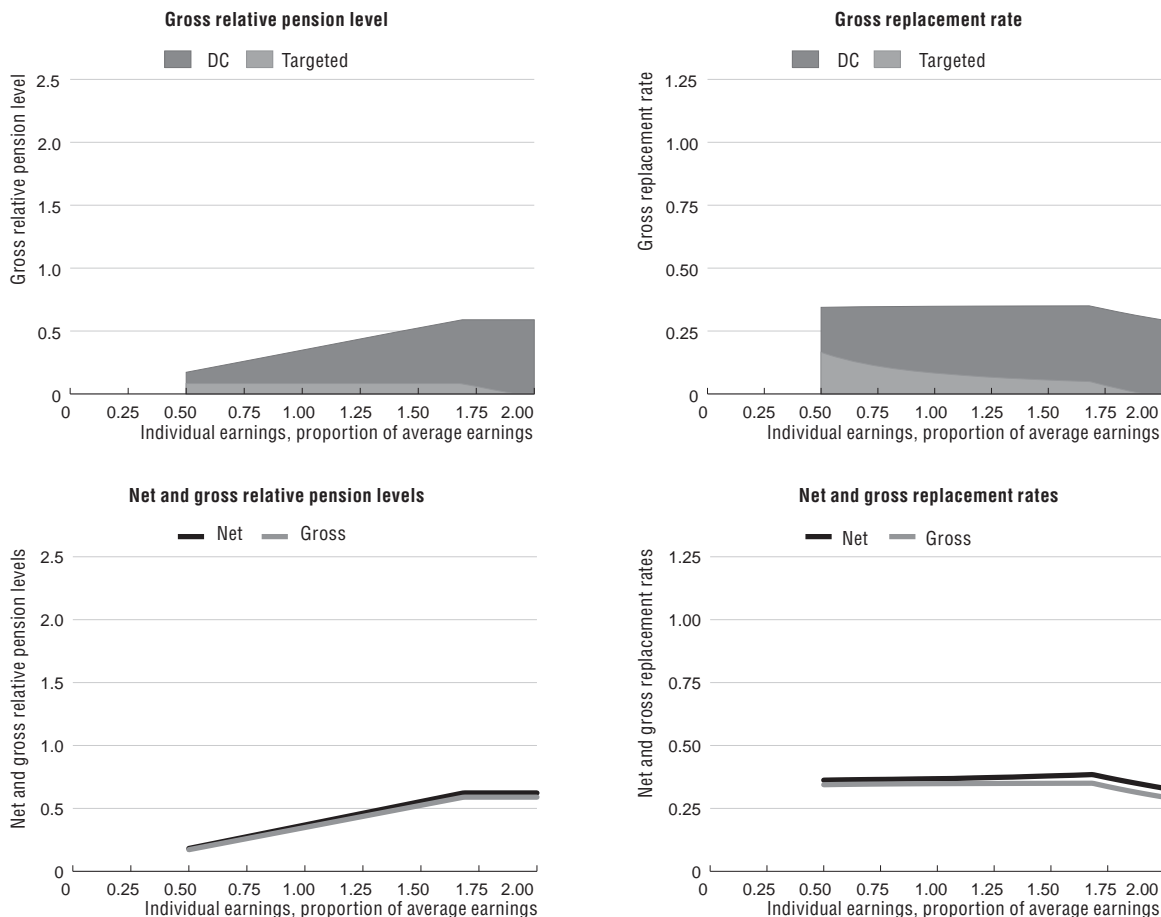 Gross relative pension level
DC Targeted
Gross relative pension level
2.5
2.0
1.5
1.0
0.5
0
0 0.25 0.50 0.75 1.00 1.25 1.50 1.75 2.00
Individual earnings, proportion of average earnings
Gross replacement rate
DC Targeted
Gross replacement rate
1.25
1.00
0.75
0.50
0.25
0
0 0.25 0.50 0.75 1.00 1.25 1.50 1.75 2.00
Individual earnings, proportion of average earnings
Net and gross relative pension levels
Net Gross
Net and gross relative pension levels
2.5
2.0
1.5
1.0
0.5
0
0 0.25 0.50 0.75 1.00 1.25 1.50 1.75 2.00
Individual earnings, proportion of average earnings
Net and gross replacement rates
Net Gross
Net and gross replacement rates
1.25
1.00
0.75
0.50
0.25
0
0 0.25 0.50 0.75 1.00 1.25 1.50 1.75 2.00
Individual earnings, proportion of average earnings